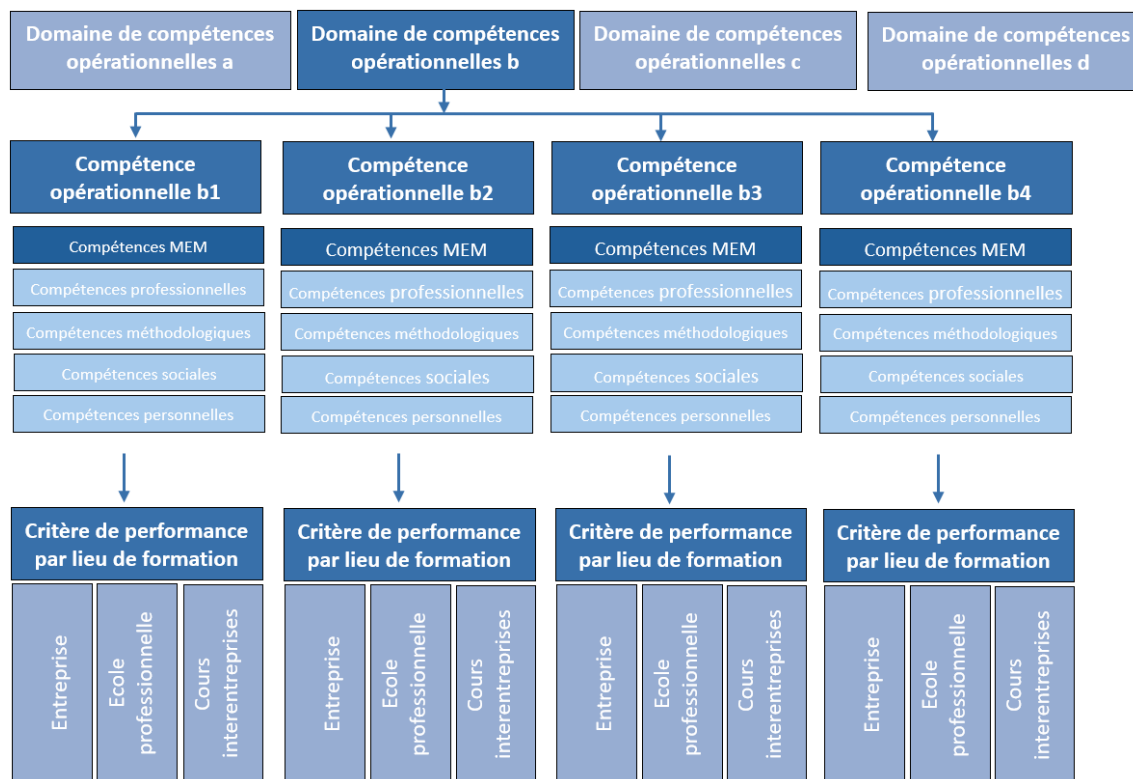 Domaine de compétences
opérationnelles a
Domaine de compétences
opérationnelles b
Domaine de compétences
opérationnelles c
Domaine de compétences
opérationnelles d
Compétence
opérationnelle b1
Compétence
opérationnelle b2
Compétence
opérationnelle b3
Compétence
opérationnelle b4
Compétences MEM
Compétences MEM
Compétences MEM
Compétences MEM
Compétences professionnelles
Compétences professionnelles
Compétences professionnelles
Compétences professionnelles
Compétences méthodologiques
Compétences méthodologiques
Compétences méthodologiques
Compétences méthodologiques
Compétences sociales
Compétences sociales
Compétences sociales
Compétences sociales
Compétences personnelles
Compétences personnelles
Compétences personnelles
Compétences personnelles
Critère de performance
par lieu de formation
Critère de performance
par lieu de formation
Critère de performance
par lieu de formation
Critère de performance
par lieu de formation
Entreprise
Ecole
professionnelle
Cours
interentreprises
Entreprise
Ecole
professionnelle
Cours
interentreprises
Entreprise
Ecole
professionnelle
Cours
interentreprises
Entreprise
Ecole
professionnelle
Cours
interentreprises